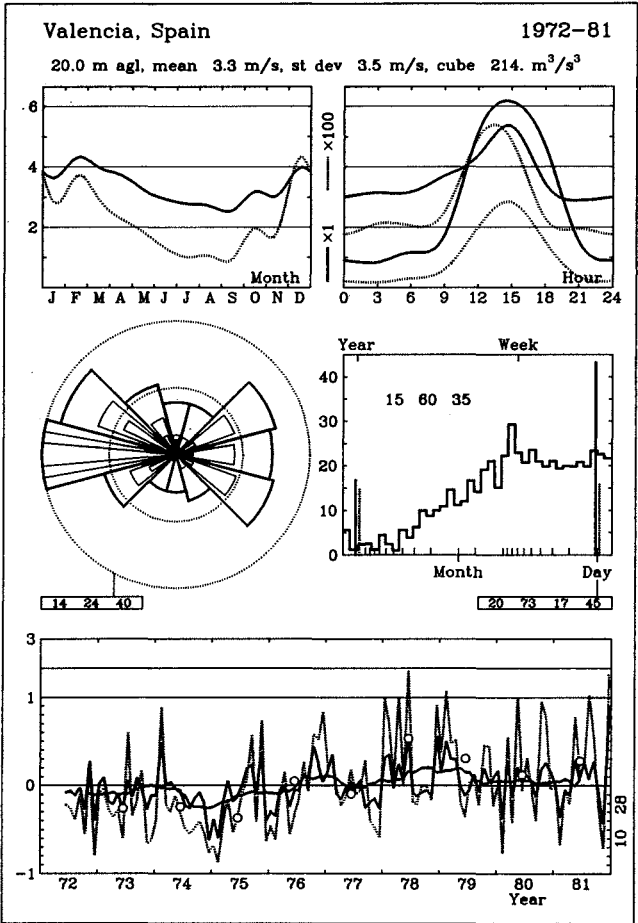 Valencia, Spain 1972-81
20.0 m agl, mean 3.3 m/s, st dev 3.5 m/s, cube 214. m³/s³
6
4
2
Month
J F M A M J J A S O N D
×1 ×100
Hour
0 3 6 9 12 15 18 21 24
Year Week
40
30
20
10
0
15 60 35
Month Day
14 24 40
20 73 17 45
3
1
0
-1
72 73 74 75 76 77 78 79 80 81
Year
10 28